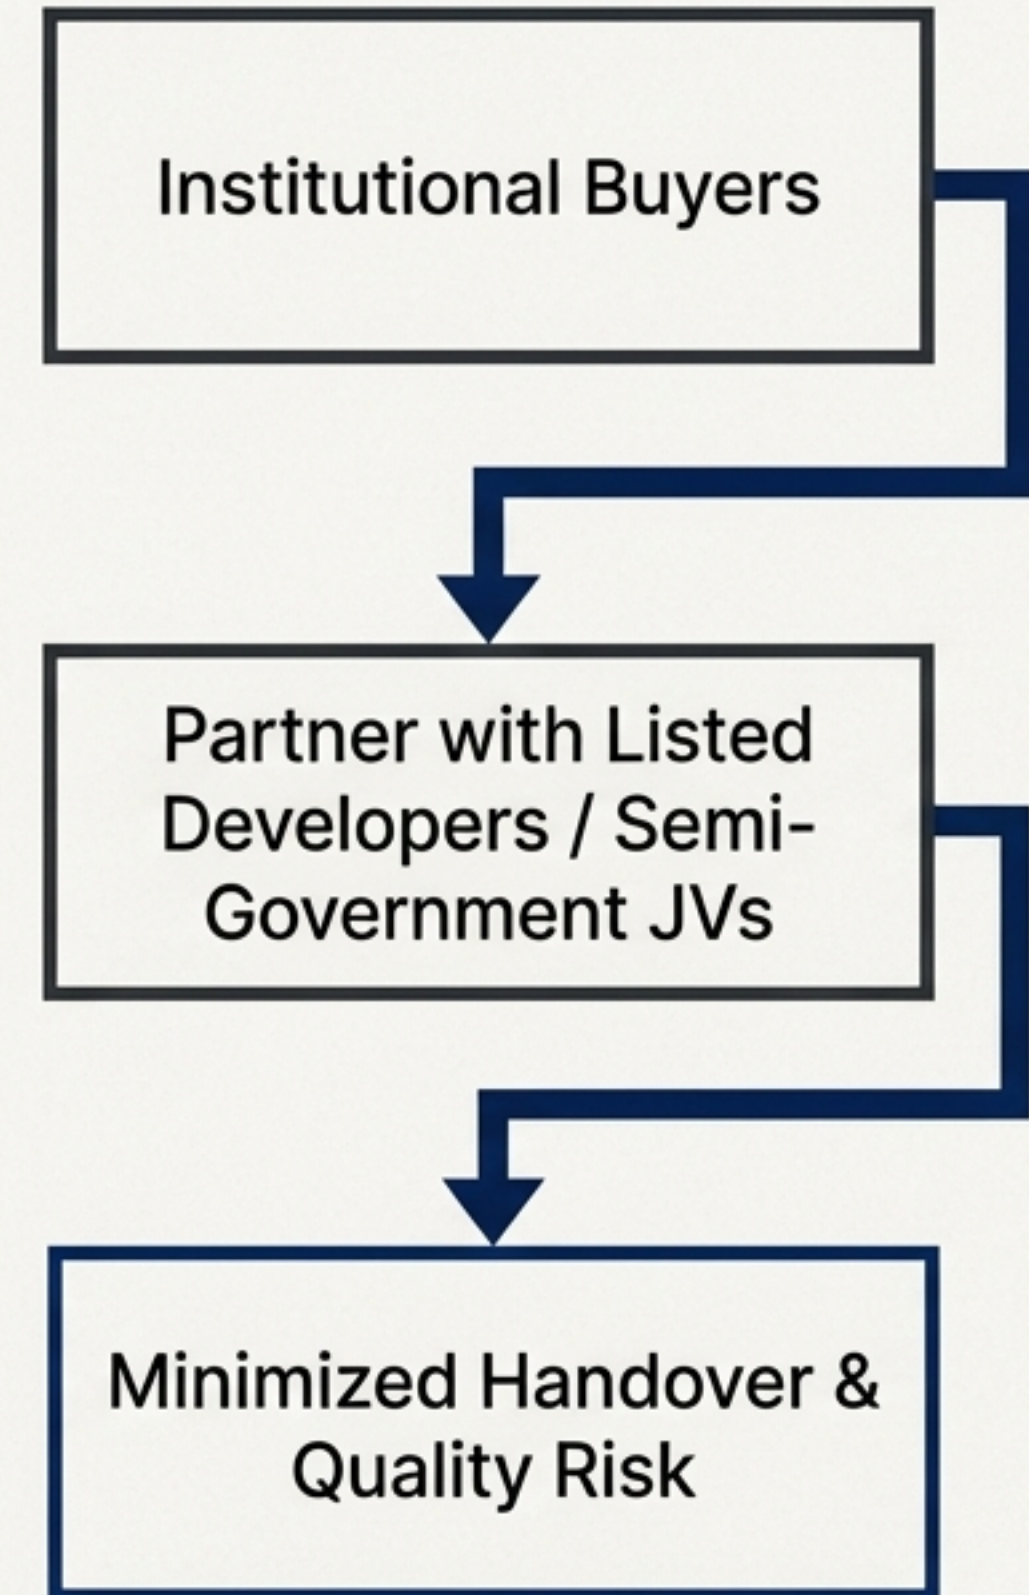 Institutional Buyers
Partner with Listed
Developers / Semi-
Government JVs
Minimized Handover &
Quality Risk